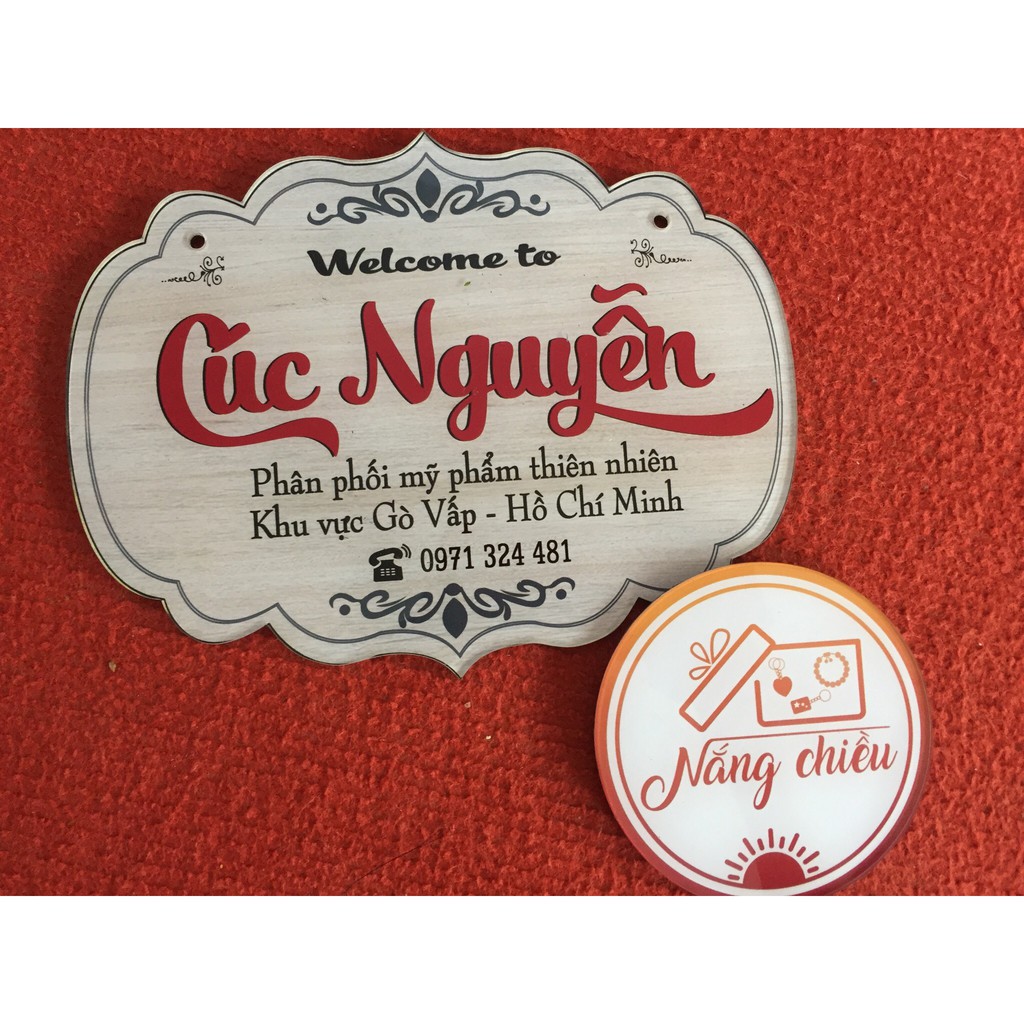 Welcome to
Cúc Nguyễn
Phân phối mỹ phẩm thiên nhiên
Khu vực Gò Vấp - Hồ Chí Minh
0971 324 481
Nắng chiều